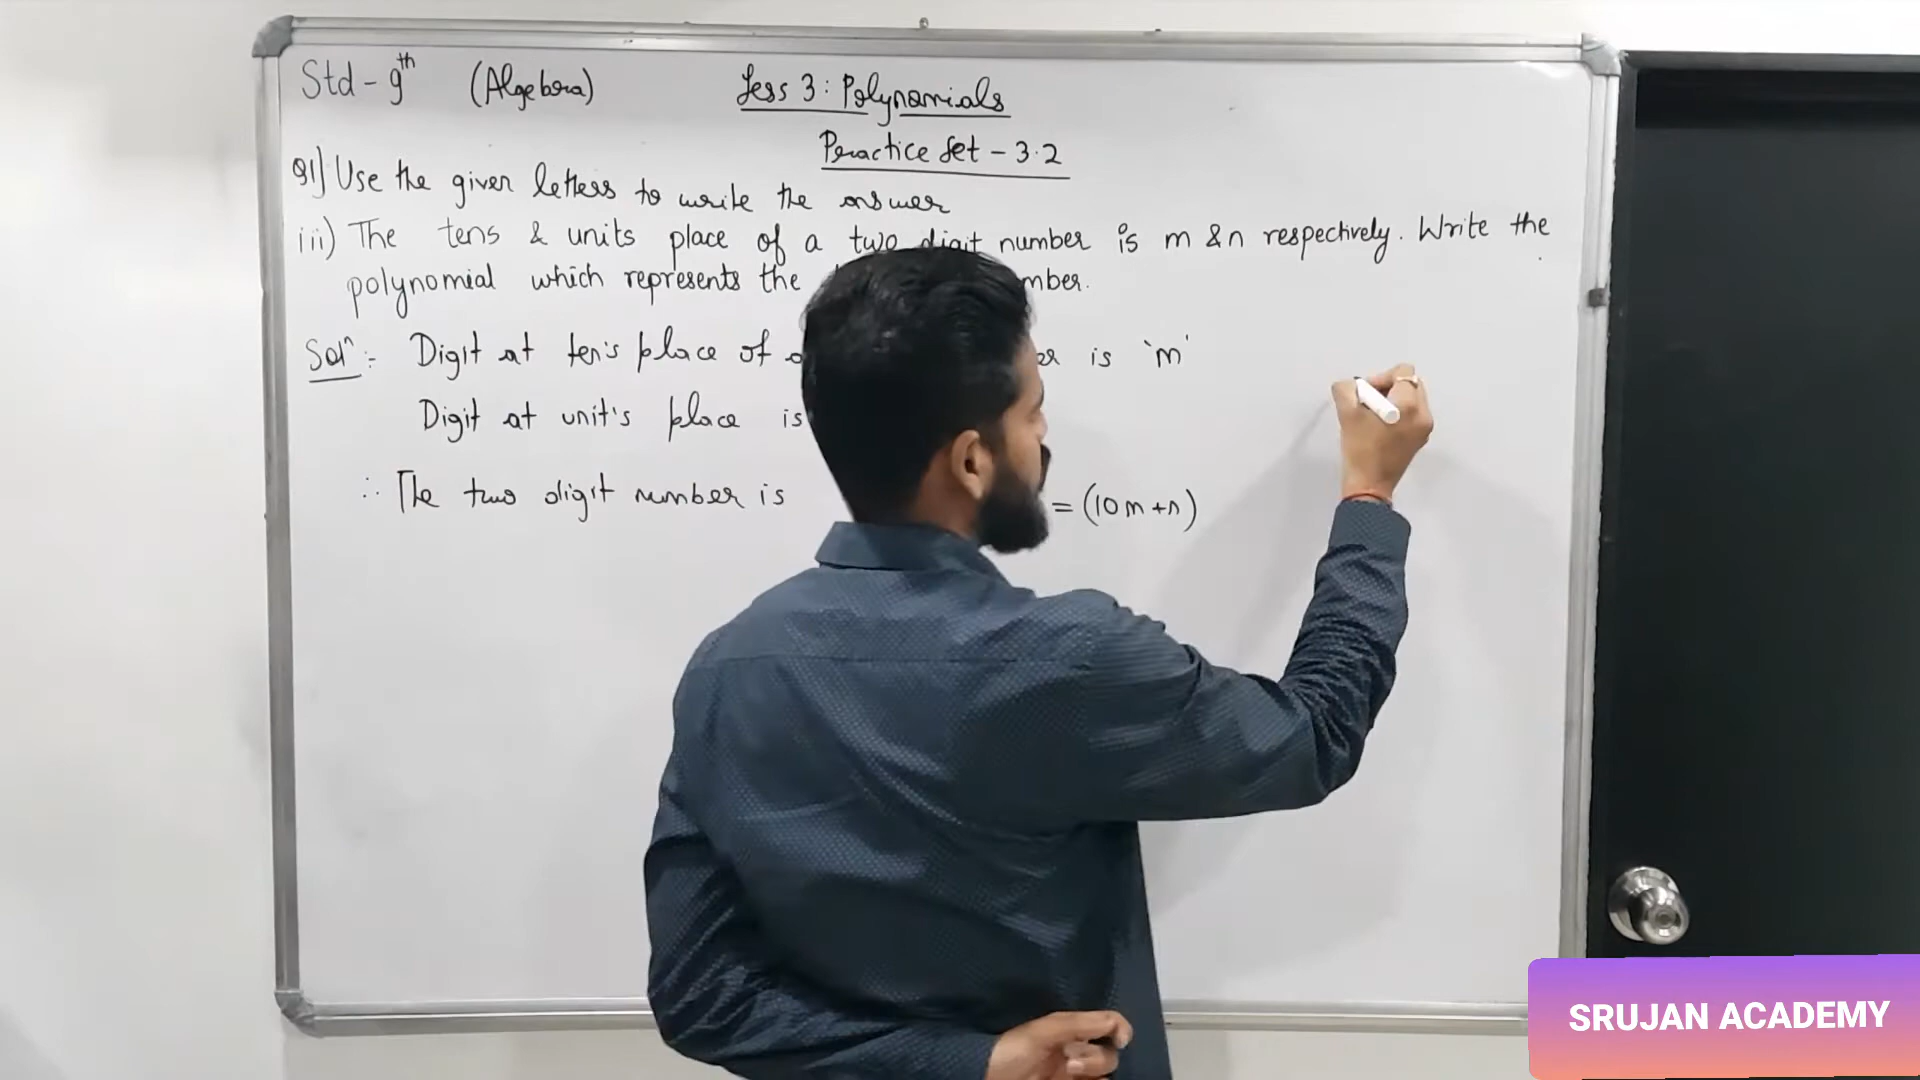 Std - 9th (Algebra) Less 3 : Polynomials
Practice Set - 3.2
Q1) Use the given letters to write the answer
iii) The tens & units place of a two digit number is m & n respectively. Write the
polynomial which represents the
Solⁿ :- Digit at ten's place of is 'm'
Digit at unit's place is
∴ The two digit number is = (10m+n)
SRUJAN ACADEMY